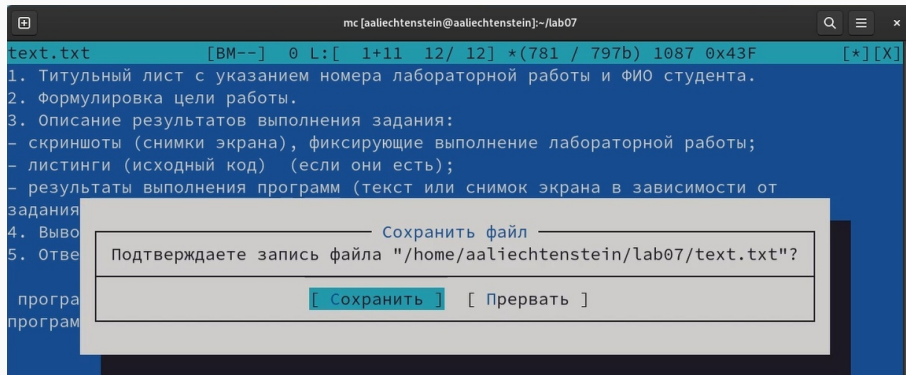 mc [aaliechtenstein@aaliechtenstein]:~/lab07
text.txt [BM--] 0 L:[ 1+11 12/ 12] *(781 / 797b) 1087 0x43F [*][X]
1. Титульный лист с указанием номера лабораторной работы и ФИО студента.
2. Формулировка цели работы.
3. Описание результатов выполнения задания:
– скриншоты (снимки экрана), фиксирующие выполнение лабораторной работы;
– листинги (исходный код) (если они есть);
– результаты выполнения программ (текст или снимок экрана в зависимости от
задания
4. Выво
5. Отве
програ
програм
Сохранить файл
Подтверждаете запись файла "/home/aaliechtenstein/lab07/text.txt"?
[ Сохранить ] [ Прервать ]